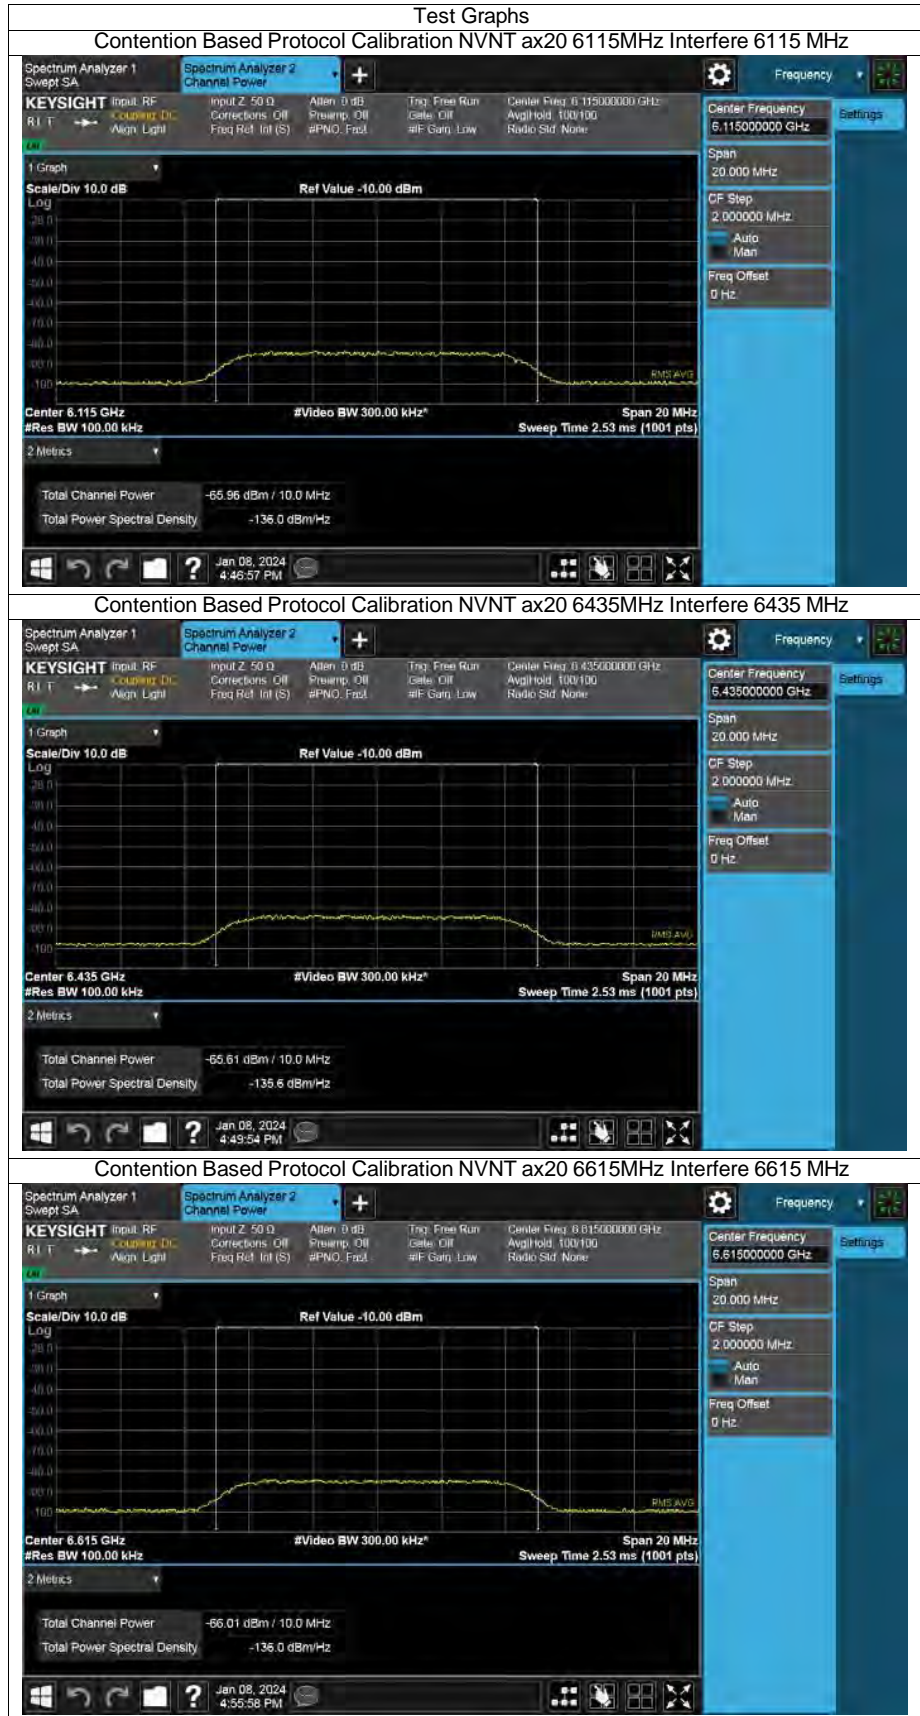 Test Graphs
Contention Based Protocol Calibration NVNT ax20 6115MHz Interfere 6115 MHz
Spectrum Analyzer 1
Swept SA
Spectrum Analyzer 2
Channel Power
Frequency
KEYSIGHT Input: RF
Coupling: DC
Align: Light
Input Z: 50 Ω
Corrections: Off
Freq Ref: Int (S)
Atten: 0 dB
Preamp: Off
#PNO: Fast
Trig: Free Run
Gate: Off
#IF Gain: Low
Center Freq: 6.115000000 GHz
Avg|Hold: 100/100
Radio Std: None
Center Frequency
6.115000000 GHz
Settings
Span
20.000 MHz
CF Step
2.000000 MHz
Auto
Man
Freq Offset
0 Hz
1 Graph
Scale/Div 10.0 dB
Ref Value -10.00 dBm
Log
RMS AVG
Center 6.115 GHz
#Video BW 300.00 kHz*
Span 20 MHz
#Res BW 100.00 kHz
Sweep Time 2.53 ms (1001 pts)
2 Metrics
Total Channel Power -65.96 dBm / 10.0 MHz
Total Power Spectral Density -136.0 dBm/Hz
Jan 08, 2024
4:46:57 PM
Contention Based Protocol Calibration NVNT ax20 6435MHz Interfere 6435 MHz
Spectrum Analyzer 1
Swept SA
Spectrum Analyzer 2
Channel Power
Frequency
KEYSIGHT Input: RF
Coupling: DC
Align: Light
Input Z: 50 Ω
Corrections: Off
Freq Ref: Int (S)
Atten: 0 dB
Preamp: Off
#PNO: Fast
Trig: Free Run
Gate: Off
#IF Gain: Low
Center Freq: 6.435000000 GHz
Avg|Hold: 100/100
Radio Std: None
Center Frequency
6.435000000 GHz
Settings
Span
20.000 MHz
CF Step
2.000000 MHz
Auto
Man
Freq Offset
0 Hz
1 Graph
Scale/Div 10.0 dB
Ref Value -10.00 dBm
Log
RMS AVG
Center 6.435 GHz
#Video BW 300.00 kHz*
Span 20 MHz
#Res BW 100.00 kHz
Sweep Time 2.53 ms (1001 pts)
2 Metrics
Total Channel Power -65.61 dBm / 10.0 MHz
Total Power Spectral Density -135.6 dBm/Hz
Jan 08, 2024
4:49:54 PM
Contention Based Protocol Calibration NVNT ax20 6615MHz Interfere 6615 MHz
Spectrum Analyzer 1
Swept SA
Spectrum Analyzer 2
Channel Power
Frequency
KEYSIGHT Input: RF
Coupling: DC
Align: Light
Input Z: 50 Ω
Corrections: Off
Freq Ref: Int (S)
Atten: 0 dB
Preamp: Off
#PNO: Fast
Trig: Free Run
Gate: Off
#IF Gain: Low
Center Freq: 6.615000000 GHz
Avg|Hold: 100/100
Radio Std: None
Center Frequency
6.615000000 GHz
Settings
Span
20.000 MHz
CF Step
2.000000 MHz
Auto
Man
Freq Offset
0 Hz
1 Graph
Scale/Div 10.0 dB
Ref Value -10.00 dBm
Log
RMS AVG
Center 6.615 GHz
#Video BW 300.00 kHz*
Span 20 MHz
#Res BW 100.00 kHz
Sweep Time 2.53 ms (1001 pts)
2 Metrics
Total Channel Power -66.01 dBm / 10.0 MHz
Total Power Spectral Density -136.0 dBm/Hz
Jan 08, 2024
4:55:58 PM